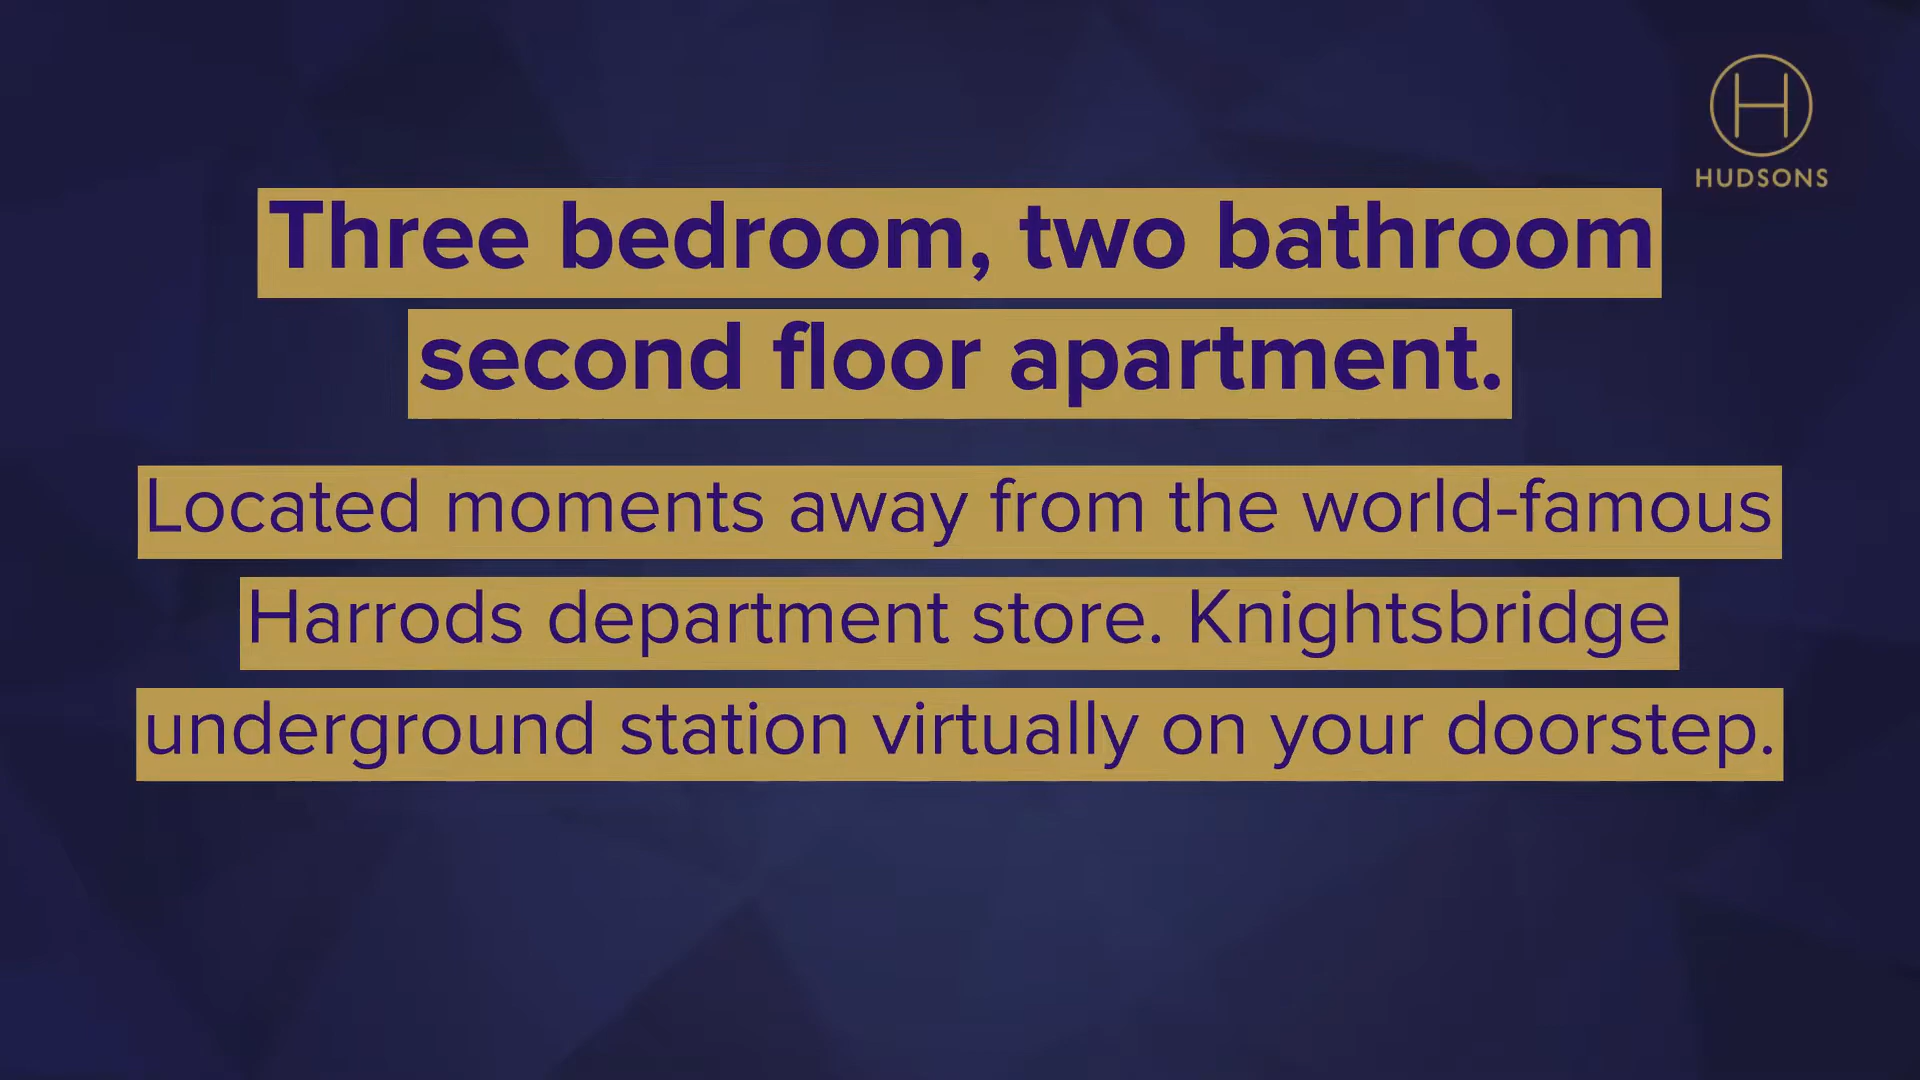 H
HUDSONS
Three bedroom, two bathroom
second floor apartment.
Located moments away from the world-famous
Harrods department store. Knightsbridge
underground station virtually on your doorstep.